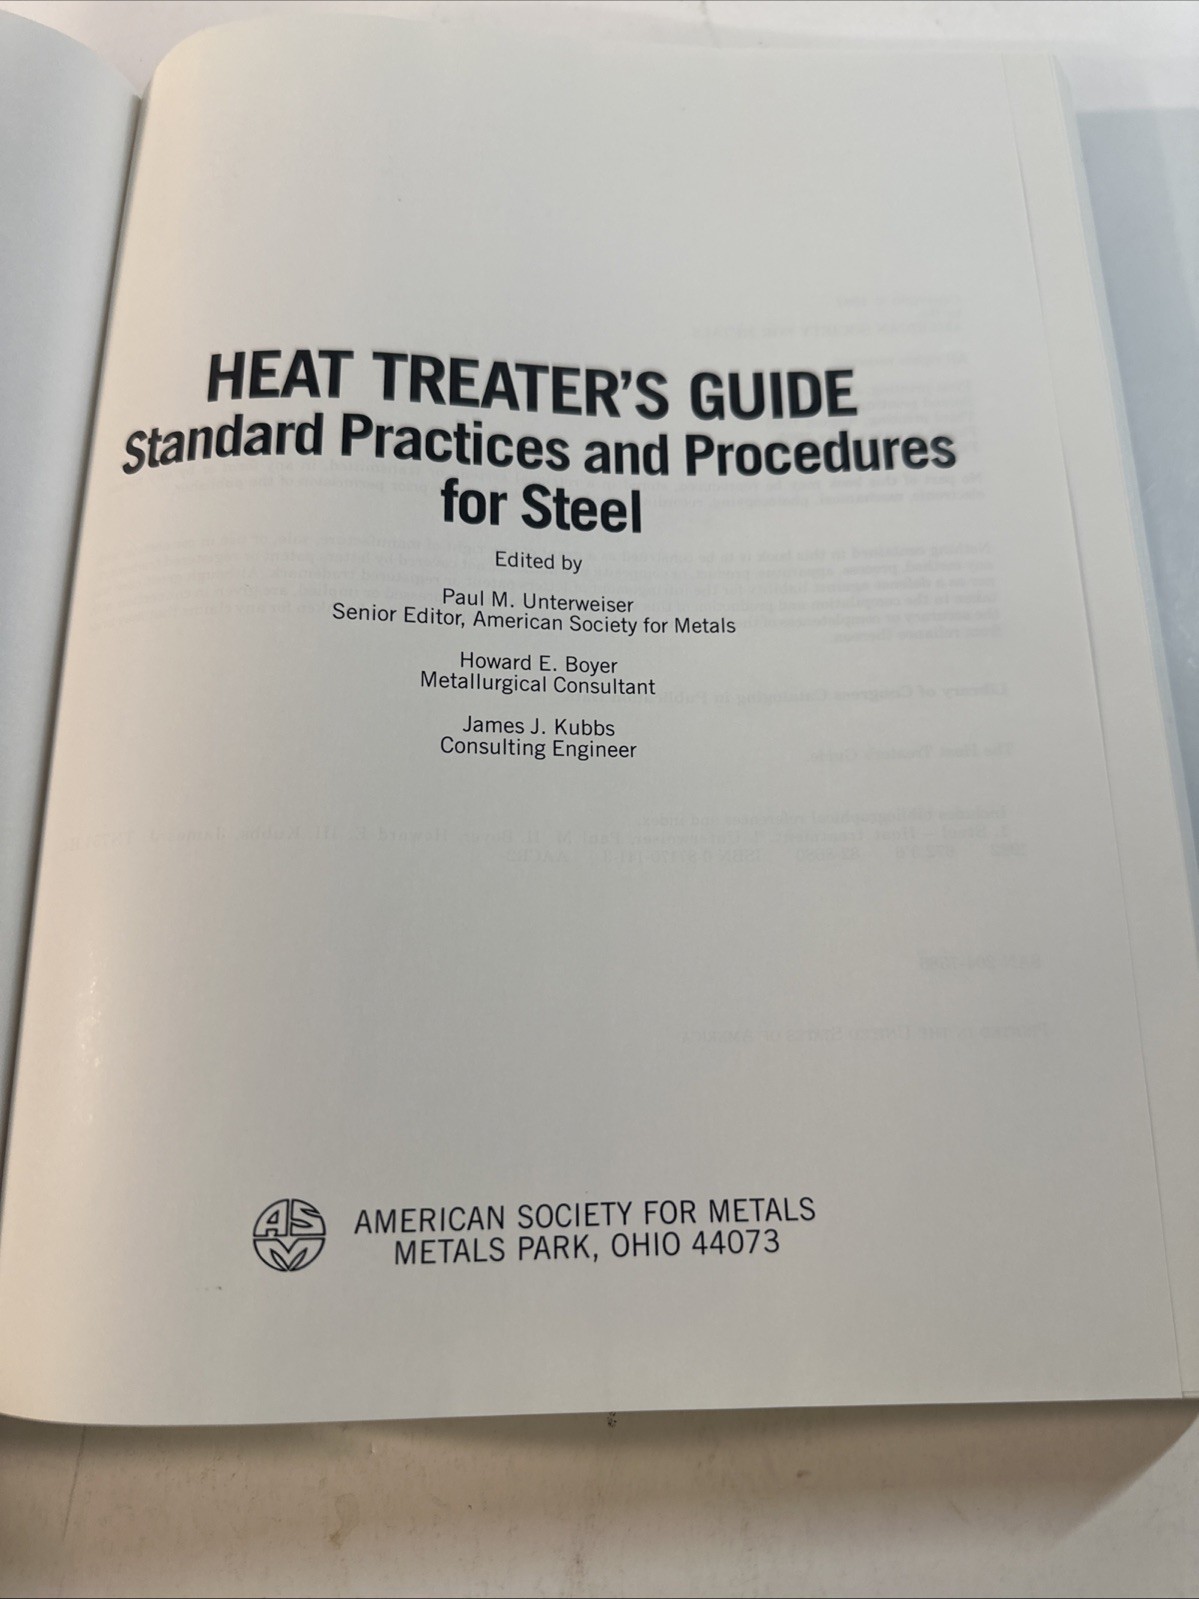 HEAT TREATER'S GUIDE
Standard Practices and Procedures
for Steel
Edited by
Paul M. Unterweiser
Senior Editor, American Society for Metals
Howard E. Boyer
Metallurgical Consultant
James J. Kubbs
Consulting Engineer
ASM
AMERICAN SOCIETY FOR METALS
METALS PARK, OHIO 44073